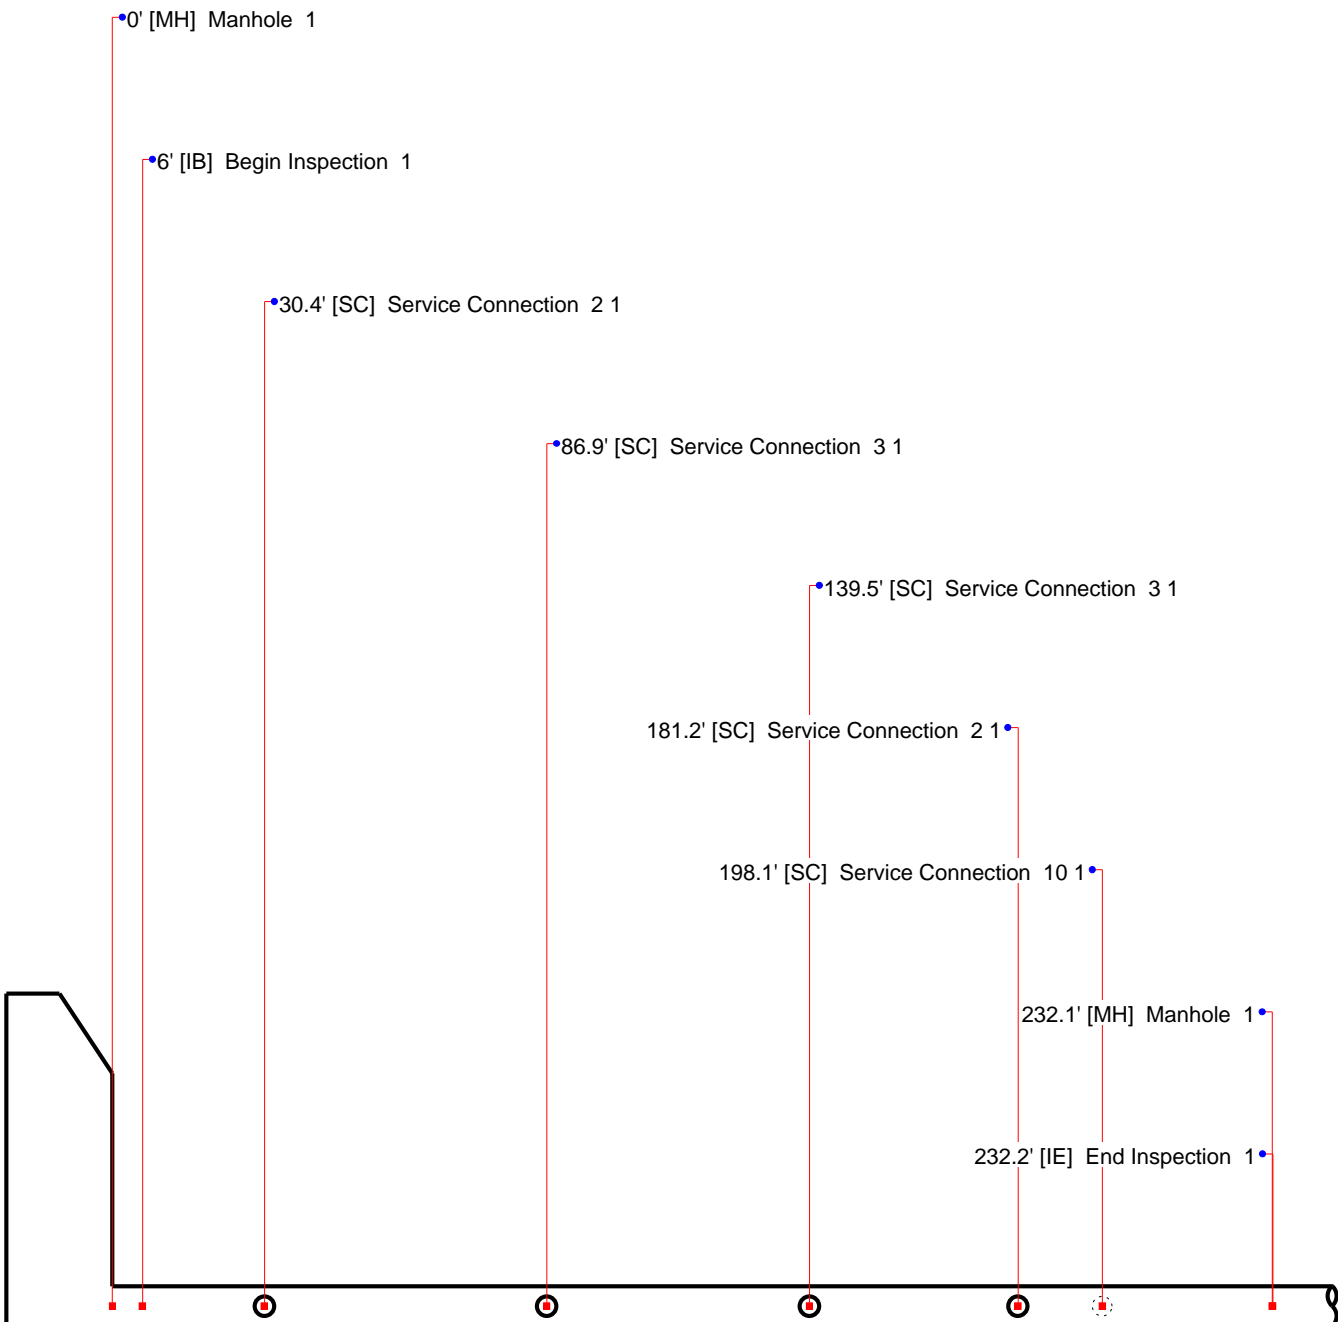 0' [MH] Manhole 1
6' [IB] Begin Inspection 1
30.4' [SC] Service Connection 2 1
86.9' [SC] Service Connection 3 1
139.5' [SC] Service Connection 3 1
181.2' [SC] Service Connection 2 1
198.1' [SC] Service Connection 10 1
232.1' [MH] Manhole 1
232.2' [IE] End Inspection 1